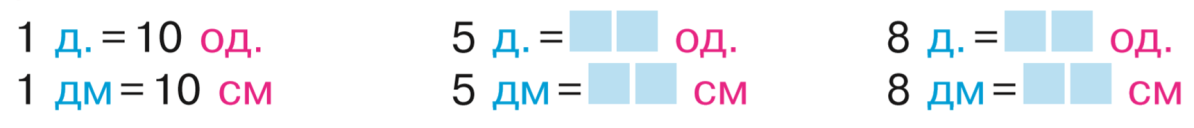 1 д. = 10 од. 5 д. = од. 8 д. = од.
1 дм = 10 см 5 дм = см 8 дм = см